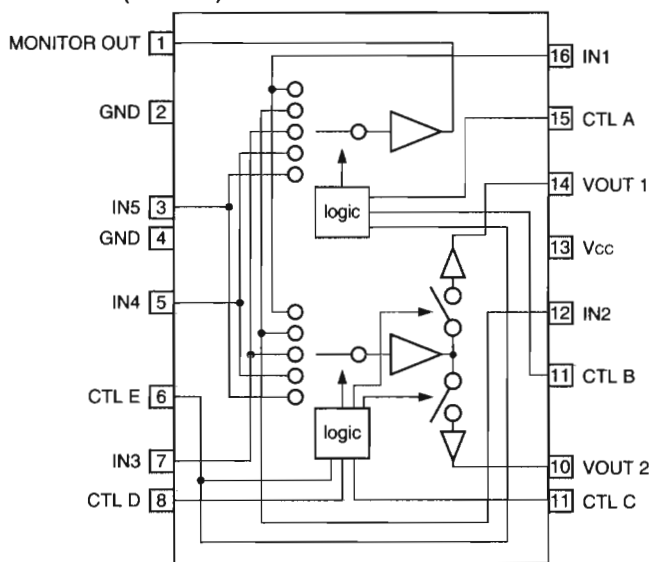 MONITOR OUT 1
GND 2
IN5 3
GND 4
IN4 5
CTL E 6
IN3 7
CTL D 8
logic
logic
16 IN1
15 CTL A
14 VOUT 1
13 Vcc
12 IN2
11 CTL B
10 VOUT 2
11 CTL C